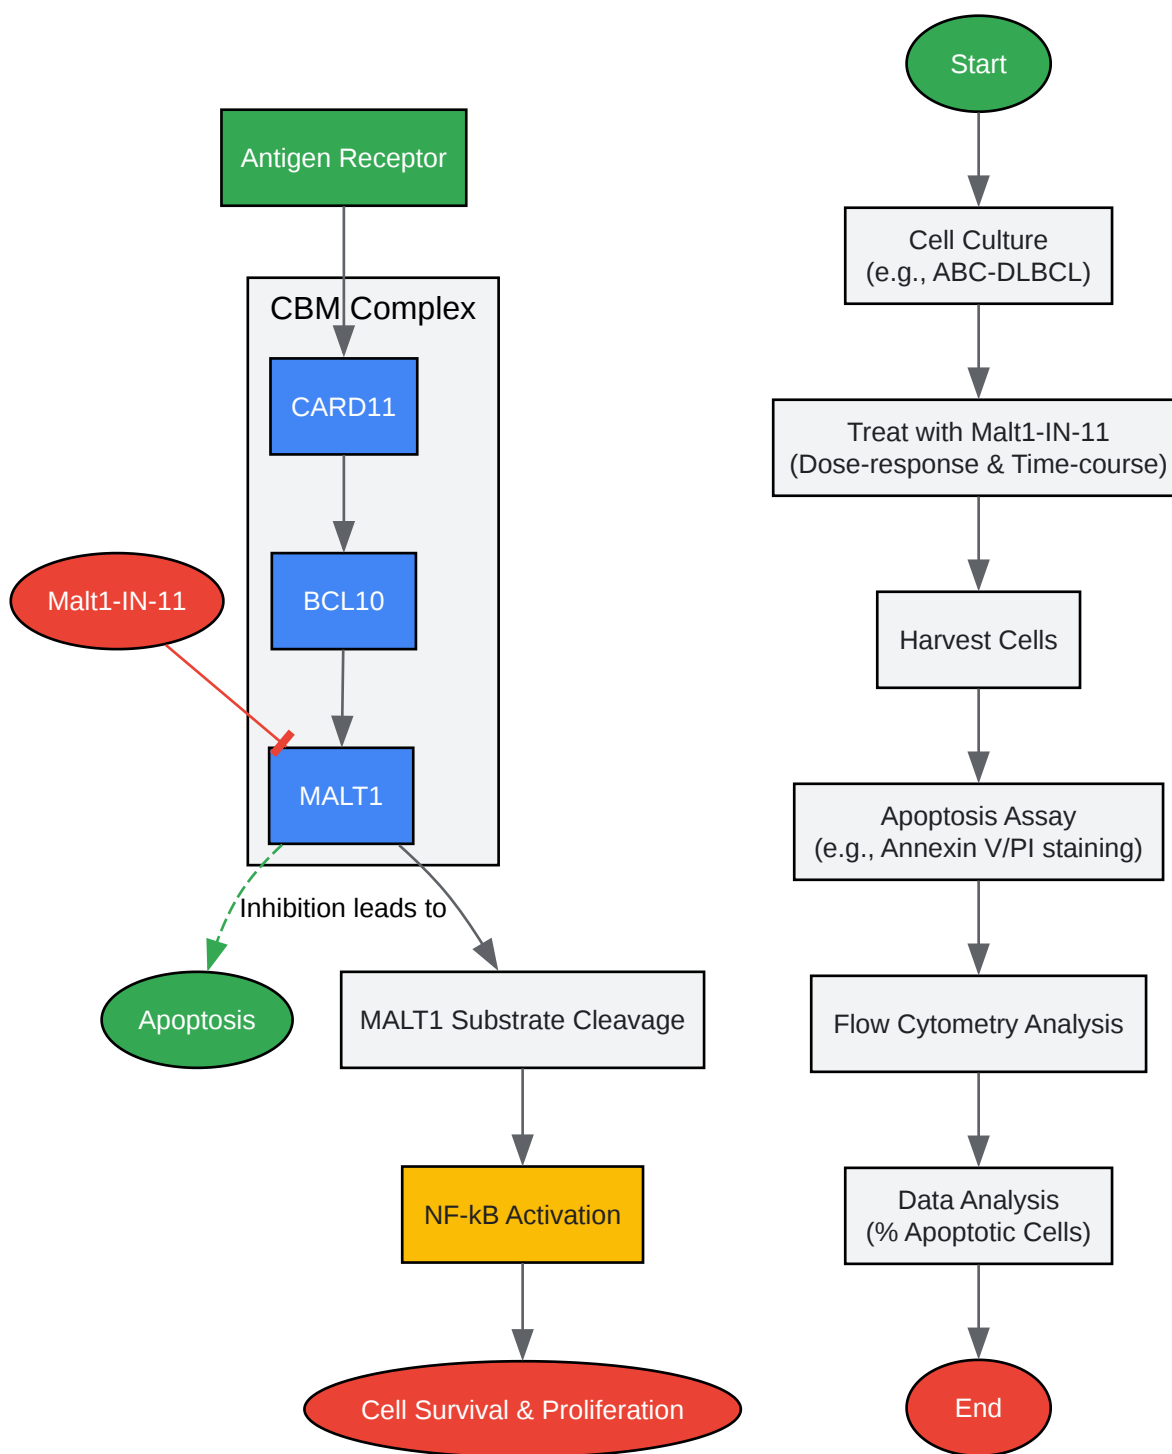 Antigen Receptor
CBM Complex
CARD11
BCL10
Malt1-IN-11
MALT1
Inhibition leads to
Apoptosis
MALT1 Substrate Cleavage
NF-kB Activation
Cell Survival & Proliferation
Start
Cell Culture
(e.g., ABC-DLBCL)
Treat with Malt1-IN-11
(Dose-response & Time-course)
Harvest Cells
Apoptosis Assay
(e.g., Annexin V/PI staining)
Flow Cytometry Analysis
Data Analysis
(% Apoptotic Cells)
End